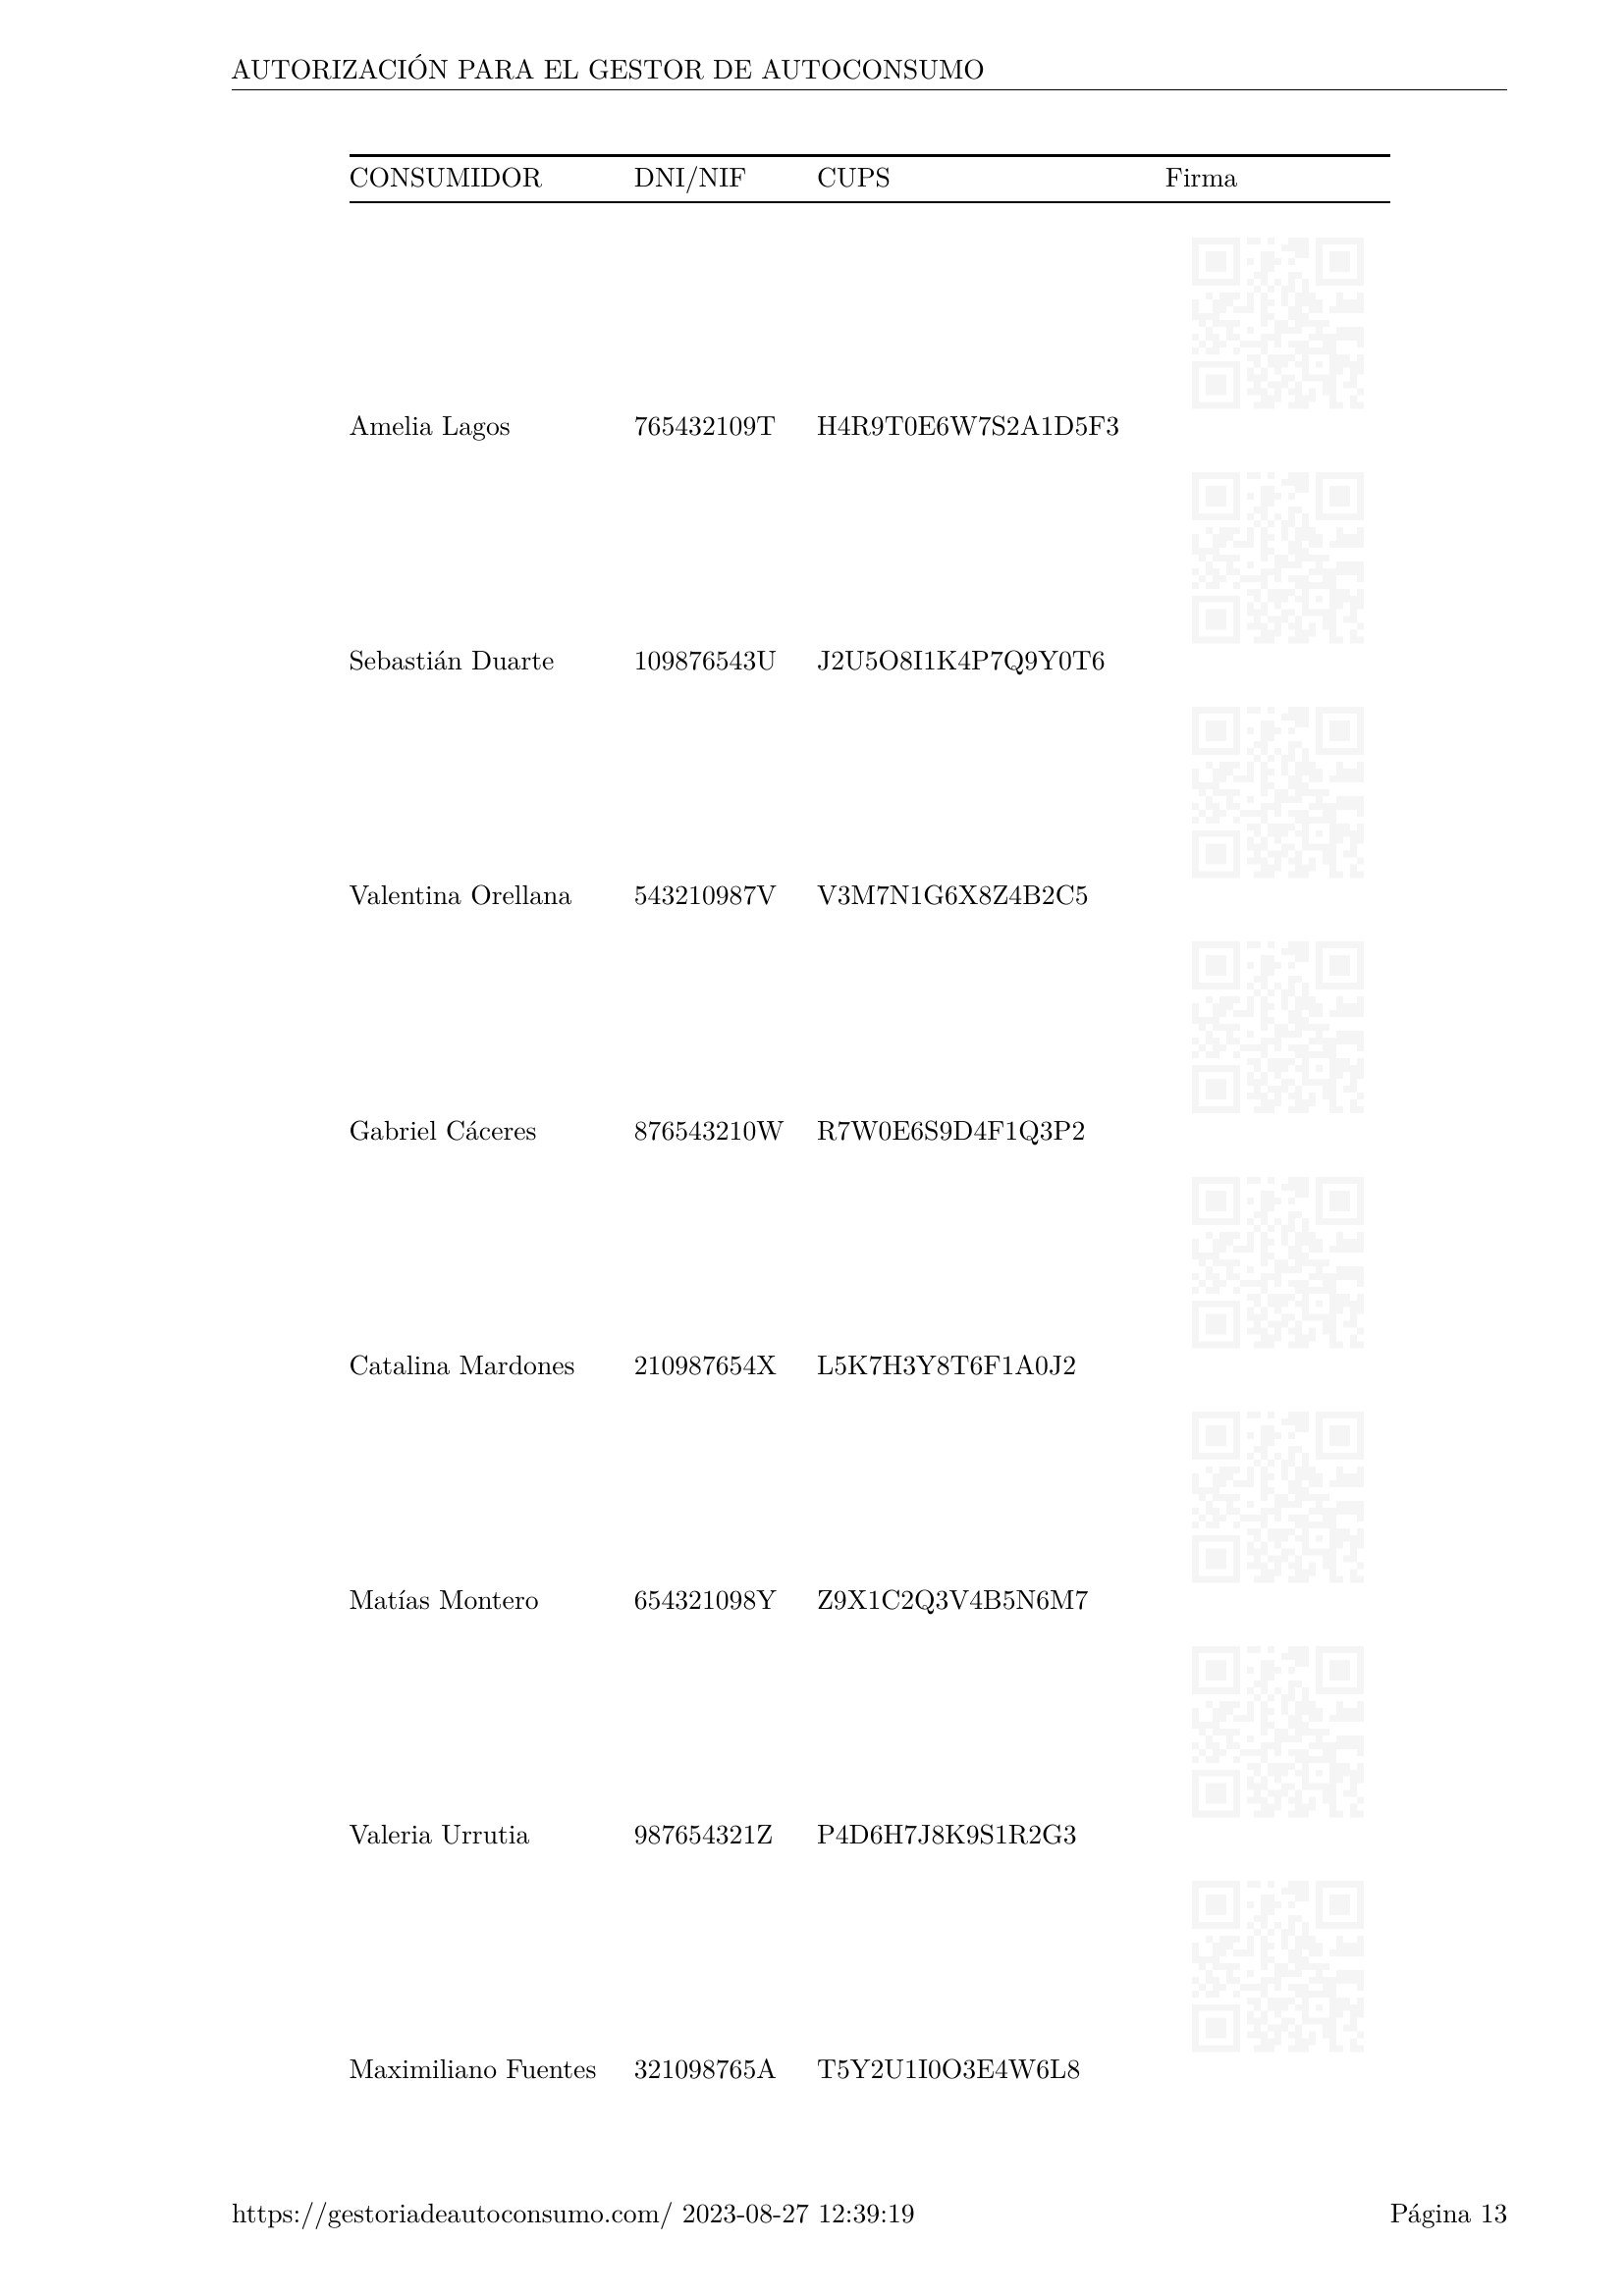 AUTORIZACIÓN PARA EL GESTOR DE AUTOCONSUMO
CONSUMIDOR DNI/NIF CUPS Firma
Amelia Lagos 765432109T H4R9T0E6W7S2A1D5F3
Sebastián Duarte 109876543U J2U5O8I1K4P7Q9Y0T6
Valentina Orellana 543210987V V3M7N1G6X8Z4B2C5
Gabriel Cáceres 876543210W R7W0E6S9D4F1Q3P2
Catalina Mardones 210987654X L5K7H3Y8T6F1A0J2
Matías Montero 654321098Y Z9X1C2Q3V4B5N6M7
Valeria Urrutia 987654321Z P4D6H7J8K9S1R2G3
Maximiliano Fuentes 321098765A T5Y2U1I0O3E4W6L8
https://gestoriadeautoconsumo.com/ 2023-08-27 12:39:19 Página 13